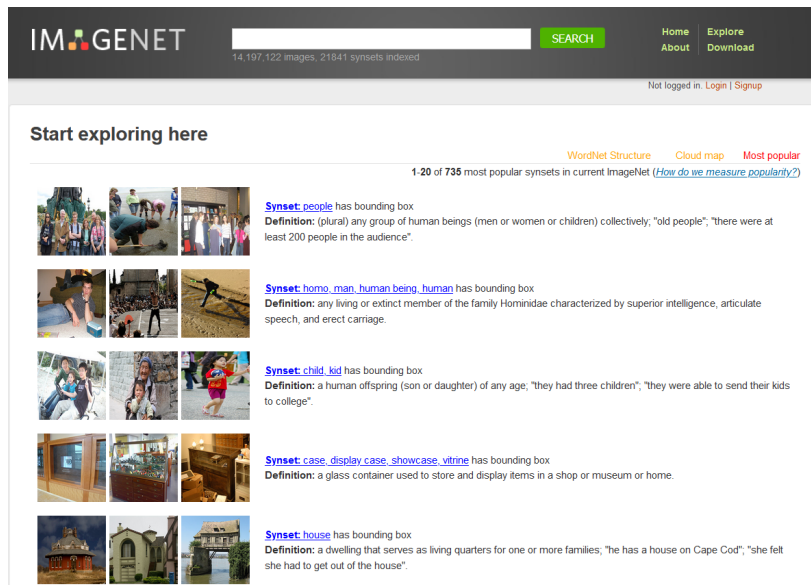 IMAGENET
SEARCH
14,197,122 images, 21841 synsets indexed
Home Explore
About Download
Not logged in. Login | Signup
Start exploring here
WordNet Structure Cloud map Most popular
1-20 of 735 most popular synsets in current ImageNet (How do we measure popularity?)
Synset: people has bounding box
Definition: (plural) any group of human beings (men or women or children) collectively; "old people"; "there were at
least 200 people in the audience".
Synset: homo, man, human being, human has bounding box
Definition: any living or extinct member of the family Hominidae characterized by superior intelligence, articulate
speech, and erect carriage.
Synset: child, kid has bounding box
Definition: a human offspring (son or daughter) of any age; "they had three children"; "they were able to send their kids
to college".
Synset: case, display case, showcase, vitrine has bounding box
Definition: a glass container used to store and display items in a shop or museum or home.
Synset: house has bounding box
Definition: a dwelling that serves as living quarters for one or more families; "he has a house on Cape Cod"; "she felt
she had to get out of the house".